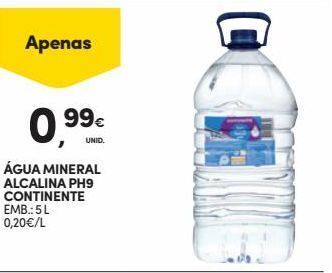 Apenas
0,99€
UNID.
ÁGUA MINERAL
ALCALINA PH9
CONTINENTE
EMB.: 5 L
0,20€/L